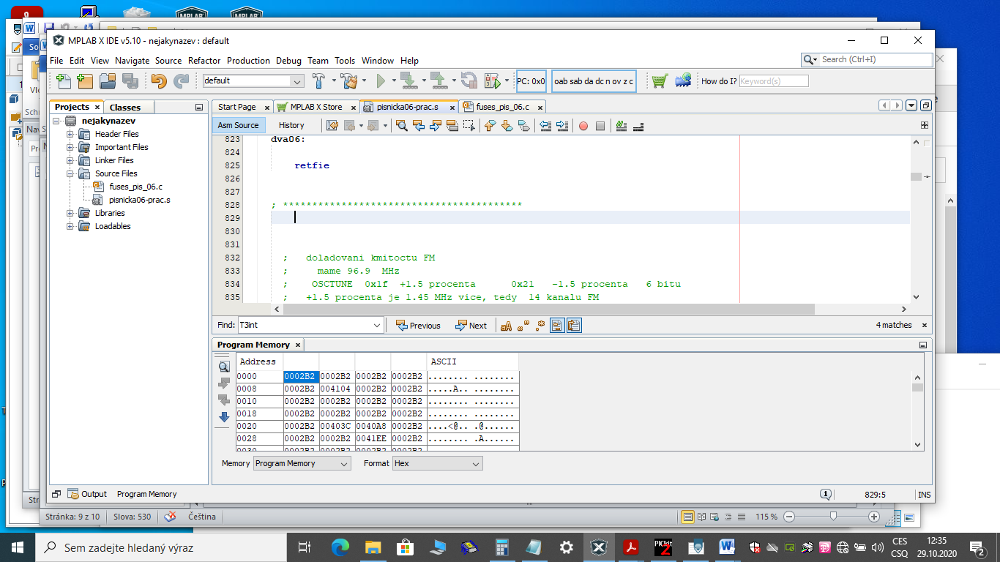 MPLAB X IDE v5.10 - nejakynazev : default
File Edit View Navigate Source Refactor Production Debug Team Tools Window Help
Search (Ctrl+I)
default
PC: 0x0
oab sab da dc n ov z c
How do I?
Keyword(s)
Projects
Classes
nejakynazev
Header Files
Important Files
Linker Files
Source Files
fuses_pis_06.c
pisnicka06-prac.s
Libraries
Loadables
Start Page
MPLAB X Store
pisnicka06-prac.s
fuses_pis_06.c
Asm Source
History
823 dva06:
824
825 retfie
826
827
828 ; *****************************************
829
830
831
832 ; doladovani kmitoctu FM
833 ; mame 96.9 MHz
834 ; OSCTUNE 0x1f +1.5 procenta 0x21 -1.5 procenta 6 bitu
835 ; +1.5 procenta je 1.45 MHz vice, tedy 14 kanalu FM
Find: T3int
Previous
Next
4 matches
Program Memory
Address ASCII
0000 0002B2 0002B2 0002B2 0002B2 ........ ........
0008 0002B2 004104 0002B2 0002B2 .....A.. ........
0010 0002B2 0002B2 0002B2 0002B2 ........ ........
0018 0002B2 0002B2 0002B2 0002B2 ........ ........
0020 0002B2 00403C 0040A8 0002B2 ....<@.. .@......
0028 0002B2 0002B2 0041EE 0002B2 ........ .A......
Memory Program Memory Format Hex
Output
Program Memory
829:5
INS
Stránka: 9 z 10
Slova: 530
Čeština
115 %
Sem zadejte hledaný výraz
CES
CSQ
12:35
29.10.2020
2